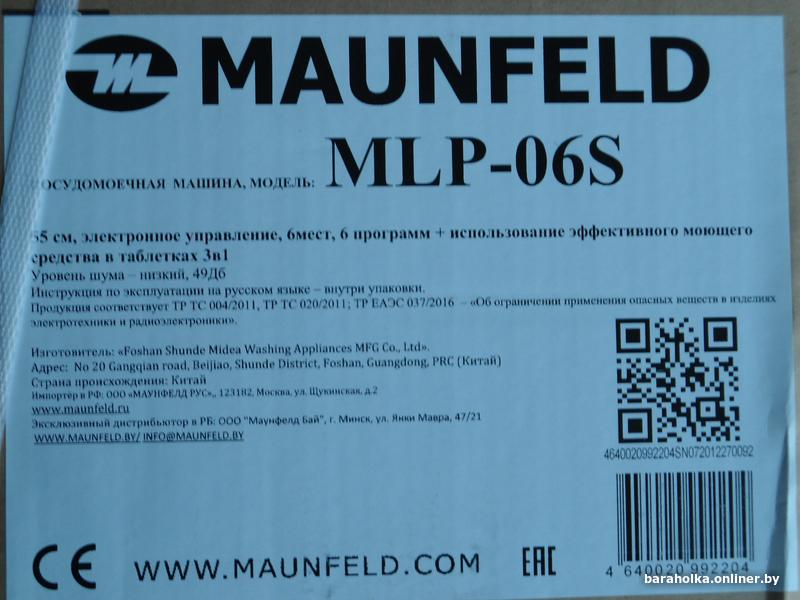 MAUNFELD
ПОСУДОМОЕЧНАЯ МАШИНА, МОДЕЛЬ: MLP-06S
55 см, электронное управление, 6мест, 6 программ + использование эффективного моющего
средства в таблетках 3в1
Уровень шума – низкий, 49Дб
Инструкция по эксплуатации на русском языке – внутри упаковки.
Продукция соответствует ТР ТС 004/2011, ТР ТС 020/2011; ТР ЕАЭС 037/2016 – «Об ограничении применения опасных веществ в изделиях
электротехники и радиоэлектроники».
Изготовитель: «Foshan Shunde Midea Washing Appliances MFG Co., Ltd».
Адрес: No 20 Gangqian road, Beijiao, Shunde District, Foshan, Guangdong, PRC (Китай)
Страна происхождения: Китай
Импортёр в РФ: ООО «МАУНФЕЛД РУС»,, 123182, Москва, ул. Щукинская, д.2
www.maunfeld.ru
Эксклюзивный дистрибьютор в РБ: ООО "Маунфелд Бай", г. Минск, ул. Янки Мавра, 47/21
WWW.MAUNFELD.BY/ INFO@MAUNFELD.BY
4640020992204SN072012270092
CE WWW.MAUNFELD.COM EAC
4 640020 992204
baraholka.onliner.by